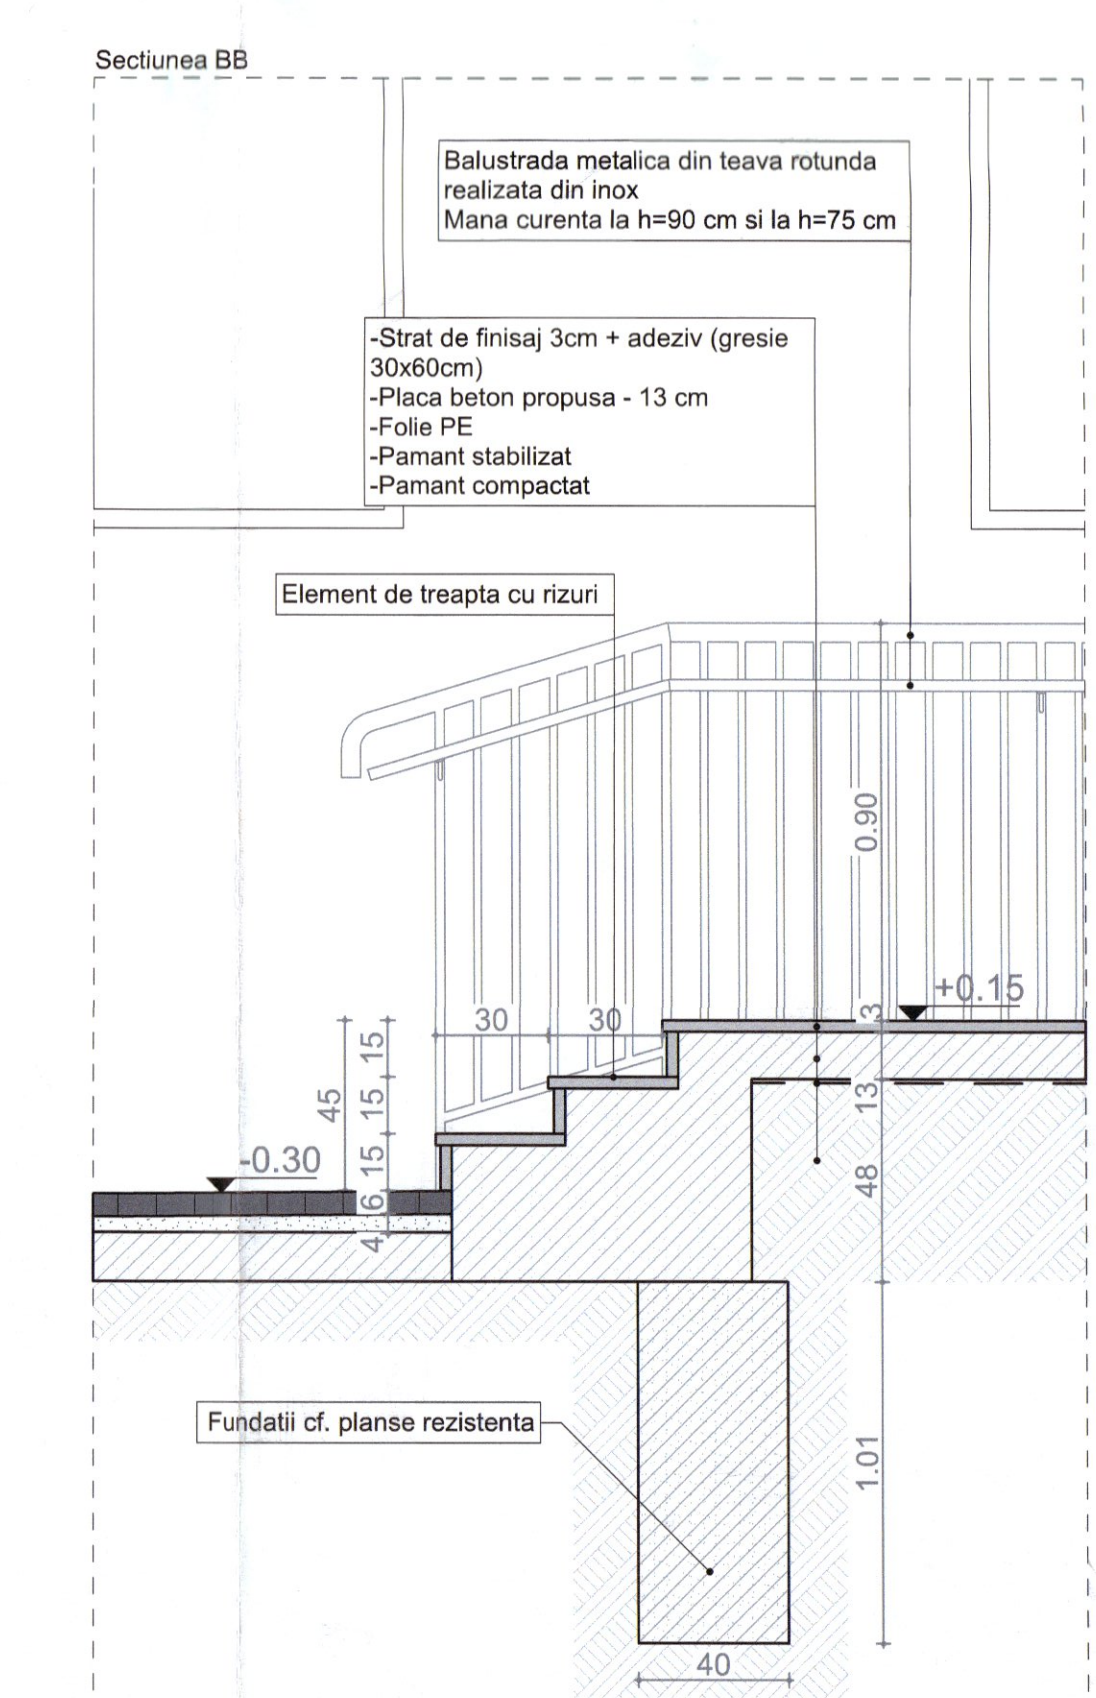 Sectiunea BB
Balustrada metalica din teava rotunda
realizata din inox
Mana curenta la h=90 cm si la h=75 cm
-Strat de finisaj 3cm + adeziv (gresie
30x60cm)
-Placa beton propusa - 13 cm
-Folie PE
-Pamant stabilizat
-Pamant compactat
Element de treapta cu rizuri
0.90
+0.15
3
30
30
15
15
15
45
13
-0.30
6
4
48
Fundatii cf. planse rezistenta
1.01
40